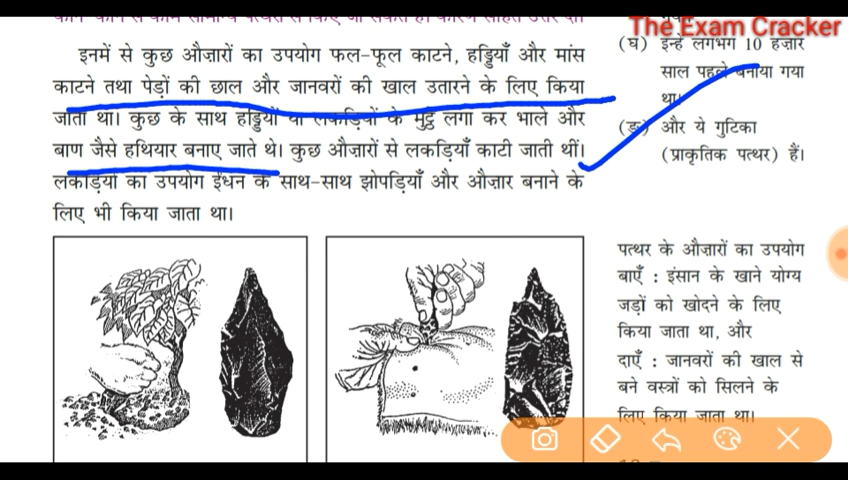 The Exam Cracker
इनमें से कुछ औज़ारों का उपयोग फल-फूल काटने, हड्डियाँ और मांस
काटने तथा पेड़ों की छाल और जानवरों की खाल उतारने के लिए किया
जाता था। कुछ के साथ हड्डियों या लकड़ियों के मुट्ठे लगा कर भाले और
बाण जैसे हथियार बनाए जाते थे। कुछ औज़ारों से लकड़ियाँ काटी जाती थीं।
लकड़ियों का उपयोग ईंधन के साथ-साथ झोपड़ियाँ और औज़ार बनाने के
लिए भी किया जाता था।
(घ) इन्हें लगभग 10 हज़ार
साल पहले बनाया गया
था।
(ङ) और ये गुटिका
(प्राकृतिक पत्थर) हैं।
पत्थर के औज़ारों का उपयोग
बाएँ : इंसान के खाने योग्य
जड़ों को खोदने के लिए
किया जाता था, और
दाएँ : जानवरों की खाल से
बने वस्त्रों को सिलने के
लिए किया जाता था।